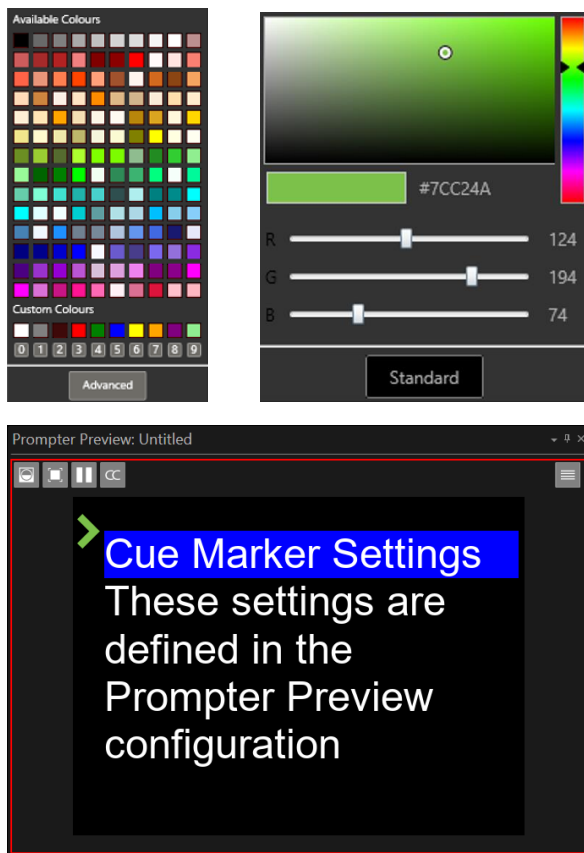 Available Colours
Custom Colours
0 1 2 3 4 5 6 7 8 9
Advanced
#7CC24A
R 124
G 194
B 74
Standard
Prompter Preview: Untitled
CC
Cue Marker Settings
These settings are
defined in the
Prompter Preview
configuration